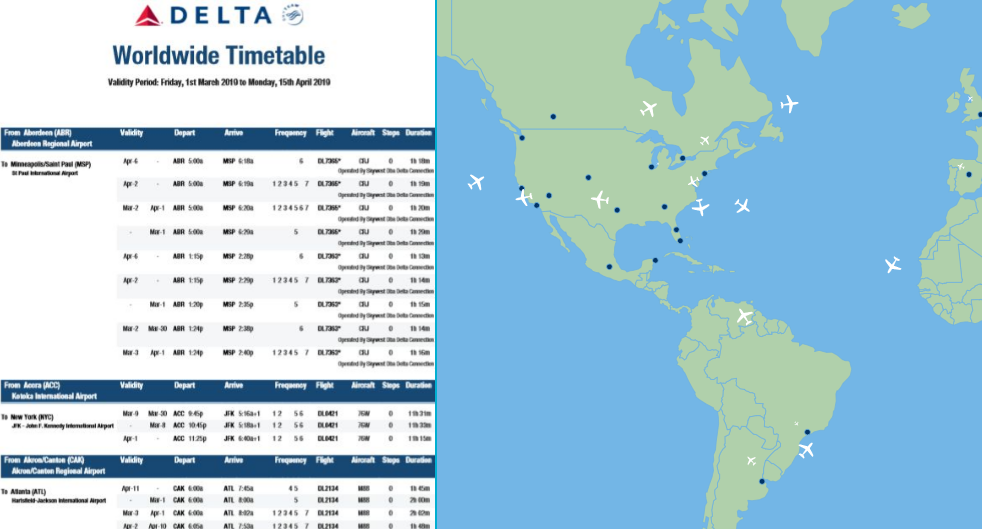 DELTA
Worldwide Timetable
Validity Period: Friday, 1st March 2019 to Monday, 15th April 2019
From Aberdeen (ABR) Validity Depart Arrive Frequency Flight Aircraft Stops Duration
Aberdeen Regional Airport
To Minneapolis/Saint Paul (MSP) Apr-6 - ABR 5:00a MSP 6:18a 6 DL7365* CRJ 0 1h 18m
St Paul International Airport Operated By Skywest Dba Delta Connection
Apr-2 - ABR 5:00a MSP 6:19a 1 2 3 4 5 7 DL7365* CRJ 0 1h 19m
Operated By Skywest Dba Delta Connection
Mar-2 Apr-1 ABR 5:00a MSP 6:20a 1 2 3 4 5 6 7 DL7365* CRJ 0 1h 20m
Operated By Skywest Dba Delta Connection
- Mar-1 ABR 5:00a MSP 6:29a 5 DL7365* CRJ 0 1h 29m
Operated By Skywest Dba Delta Connection
Apr-6 - ABR 1:15p MSP 2:28p 6 DL7363* CRJ 0 1h 13m
Operated By Skywest Dba Delta Connection
Apr-2 - ABR 1:15p MSP 2:29p 1 2 3 4 5 7 DL7363* CRJ 0 1h 14m
Operated By Skywest Dba Delta Connection
- Mar-1 ABR 1:20p MSP 2:35p 5 DL7363* CRJ 0 1h 15m
Operated By Skywest Dba Delta Connection
Mar-2 Mar-30 ABR 1:24p MSP 2:38p 6 DL7363* CRJ 0 1h 14m
Operated By Skywest Dba Delta Connection
Mar-3 Apr-1 ABR 1:24p MSP 2:40p 1 2 3 4 5 7 DL7363* CRJ 0 1h 16m
Operated By Skywest Dba Delta Connection
From Accra (ACC) Validity Depart Arrive Frequency Flight Aircraft Stops Duration
Kotoka International Airport
To New York (NYC) Mar-9 Mar-30 ACC 9:45p JFK 5:16a+1 1 2 5 6 DL0421 76W 0 11h 31m
JFK - John F. Kennedy International Airport - Mar-8 ACC 10:45p JFK 5:18a+1 1 2 5 6 DL0421 76W 0 11h 33m
Apr-1 - ACC 11:25p JFK 6:40a+1 1 2 5 6 DL0421 76W 0 11h 15m
From Akron/Canton (CAK) Validity Depart Arrive Frequency Flight Aircraft Stops Duration
Akron/Canton Regional Airport
To Atlanta (ATL) Apr-11 - CAK 6:00a ATL 7:45a 4 5 DL2134 M88 0 1h 45m
Hartsfield-Jackson International Airport - Mar-1 CAK 6:00a ATL 8:00a 5 DL2134 M88 0 2h 00m
Mar-3 Apr-1 CAK 6:00a ATL 8:02a 1 2 3 4 5 7 DL2134 M88 0 2h 02m
Apr-2 Apr-10 CAK 6:05a ATL 7:53a 1 2 3 4 5 7 DL2134 M88 0 1h 48m